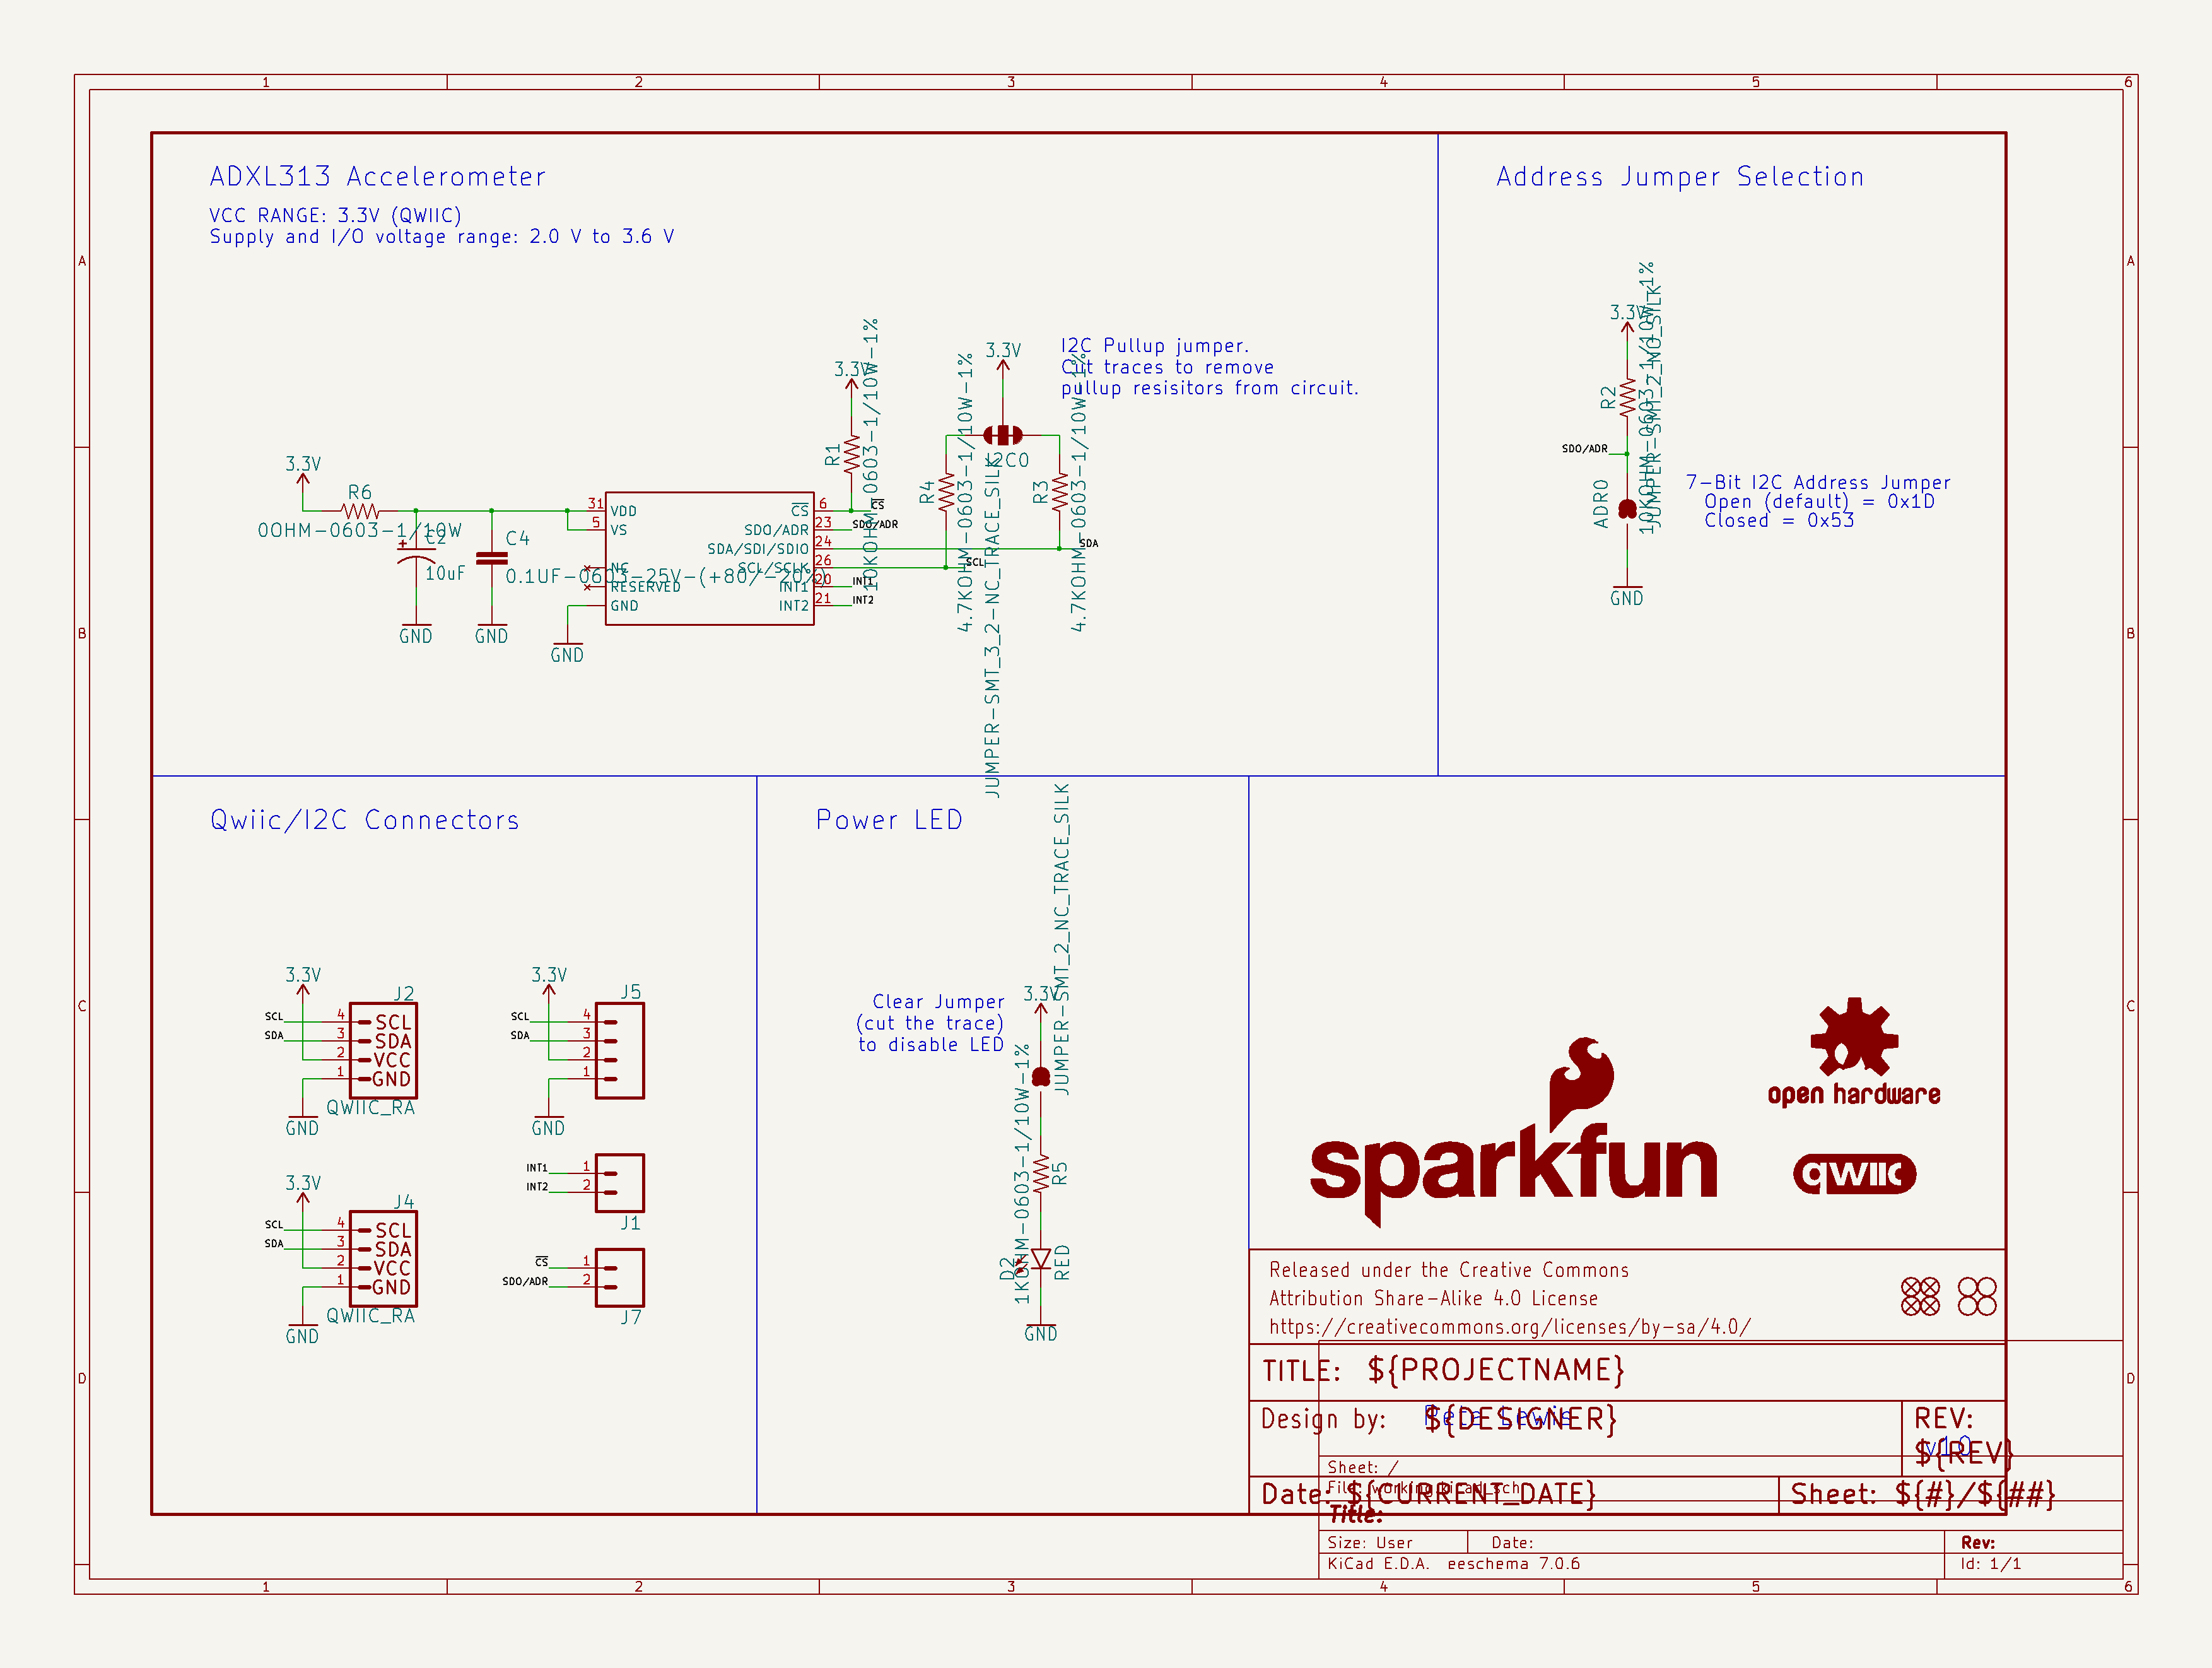 1 2 3 4 5 6
A
B
C
D
A
B
C
D
ADXL313 Accelerometer
VCC RANGE: 3.3V (QWIIC)
Supply and I/O voltage range: 2.0 V to 3.6 V
3.3V
R6
0OHM-0603-1/10W
C2
10uF
GND
C4
0.1UF-0603-25V-(+80/-20%)
GND
GND
31 VDD
5 VS
NC
RESERVED
GND
CS 6
SDO/ADR 23
SDA/SDI/SDIO 24
SCL/SCLK 26
INT1 20
INT2 21
CS
SDO/ADR
SDA
SCL
INT1
INT2
3.3V
R1
10KOHM-0603-1/10W-1%
3.3V
I2C0
JUMPER-SMT_3_2-NC_TRACE_SILK
R4
4.7KOHM-0603-1/10W-1%
R3
4.7KOHM-0603-1/10W-1%
I2C Pullup jumper.
Cut traces to remove
pullup resisitors from circuit.
Address Jumper Selection
3.3V
R2
10KOHM-0603-1/10W-1%
SDO/ADR
ADR0
JUMPER-SMT_2_NO_SILK
GND
7-Bit I2C Address Jumper
Open (default) = 0x1D
Closed = 0x53
Qwiic/I2C Connectors
3.3V
J2
SCL 4 SCL
SDA 3 SDA
2 VCC
1 GND
QWIIC_RA
GND
3.3V
J5
SCL 4
SDA 3
2
1
GND
3.3V
J4
SCL 4 SCL
SDA 3 SDA
2 VCC
1 GND
QWIIC_RA
GND
INT1 1
INT2 2
J1
CS 1
SDO/ADR 2
J7
Power LED
Clear Jumper
(cut the trace)
to disable LED
3.3V
JUMPER-SMT_2_NC_TRACE_SILK
R5
1KOHM-0603-1/10W-1%
D2
RED
GND
open hardware
sparkfun
qwiic
Released under the Creative Commons
Attribution Share-Alike 4.0 License
https://creativecommons.org/licenses/by-sa/4.0/
TITLE: ${PROJECTNAME}
Design by: ${DESIGNER}
Pete Lewis
REV:
${REV}
v10
Date: ${CURRENT_DATE}
Sheet: ${#}/${##}
Sheet: /
File: working.kicad_sch
Title:
Size: User Date: Rev:
KiCad E.D.A. eeschema 7.0.6 Id: 1/1
1 2 3 4 5 6